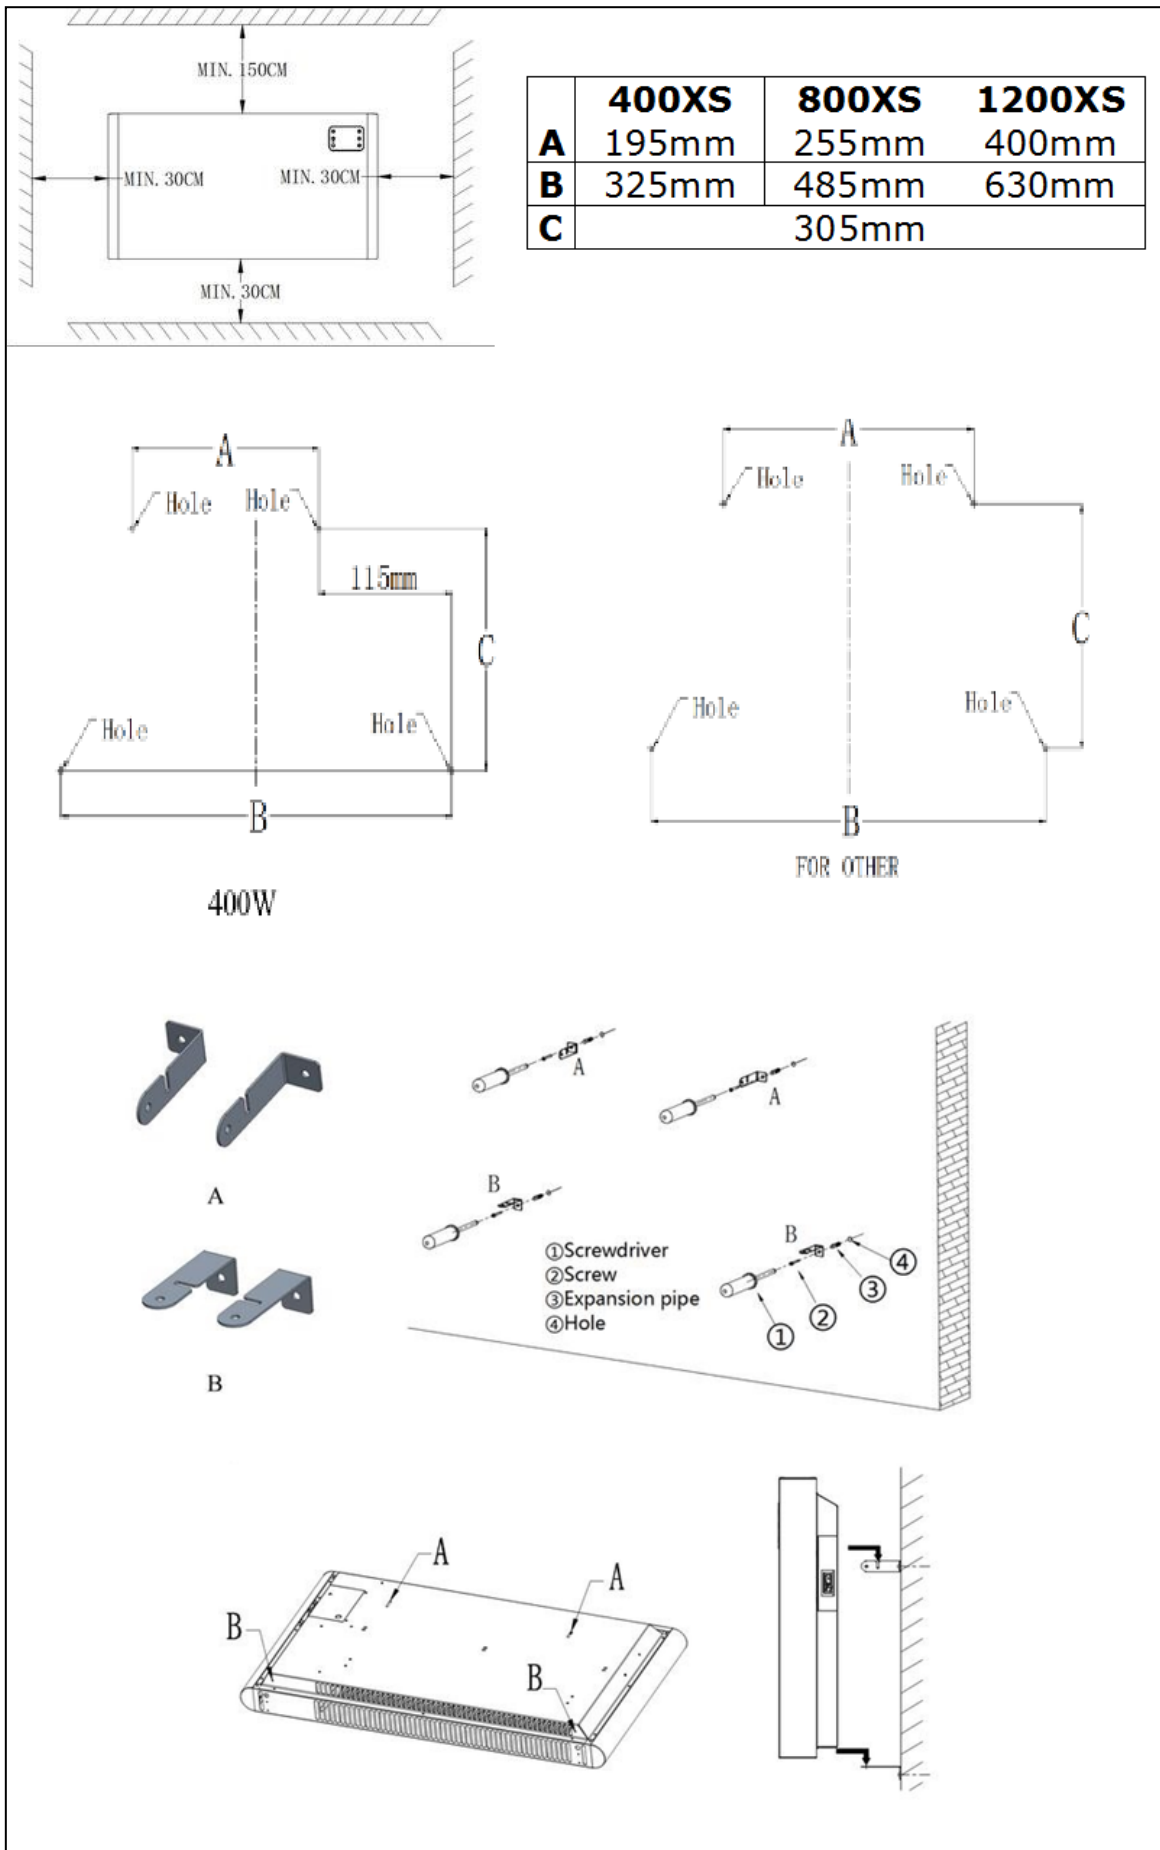 MIN. 150CM
MIN. 30CM MIN. 30CM
MIN. 30CM
400XS 800XS 1200XS
A 195mm 255mm 400mm
B 325mm 485mm 630mm
C 305mm
A
Hole Hole
115mm
C
Hole Hole
B
400W
A
Hole Hole
C
Hole Hole
B
FOR OTHER
A
B
A
A
B
B
①Screwdriver
②Screw
③Expansion pipe
④Hole
④
③
②
①
A
A
B
B